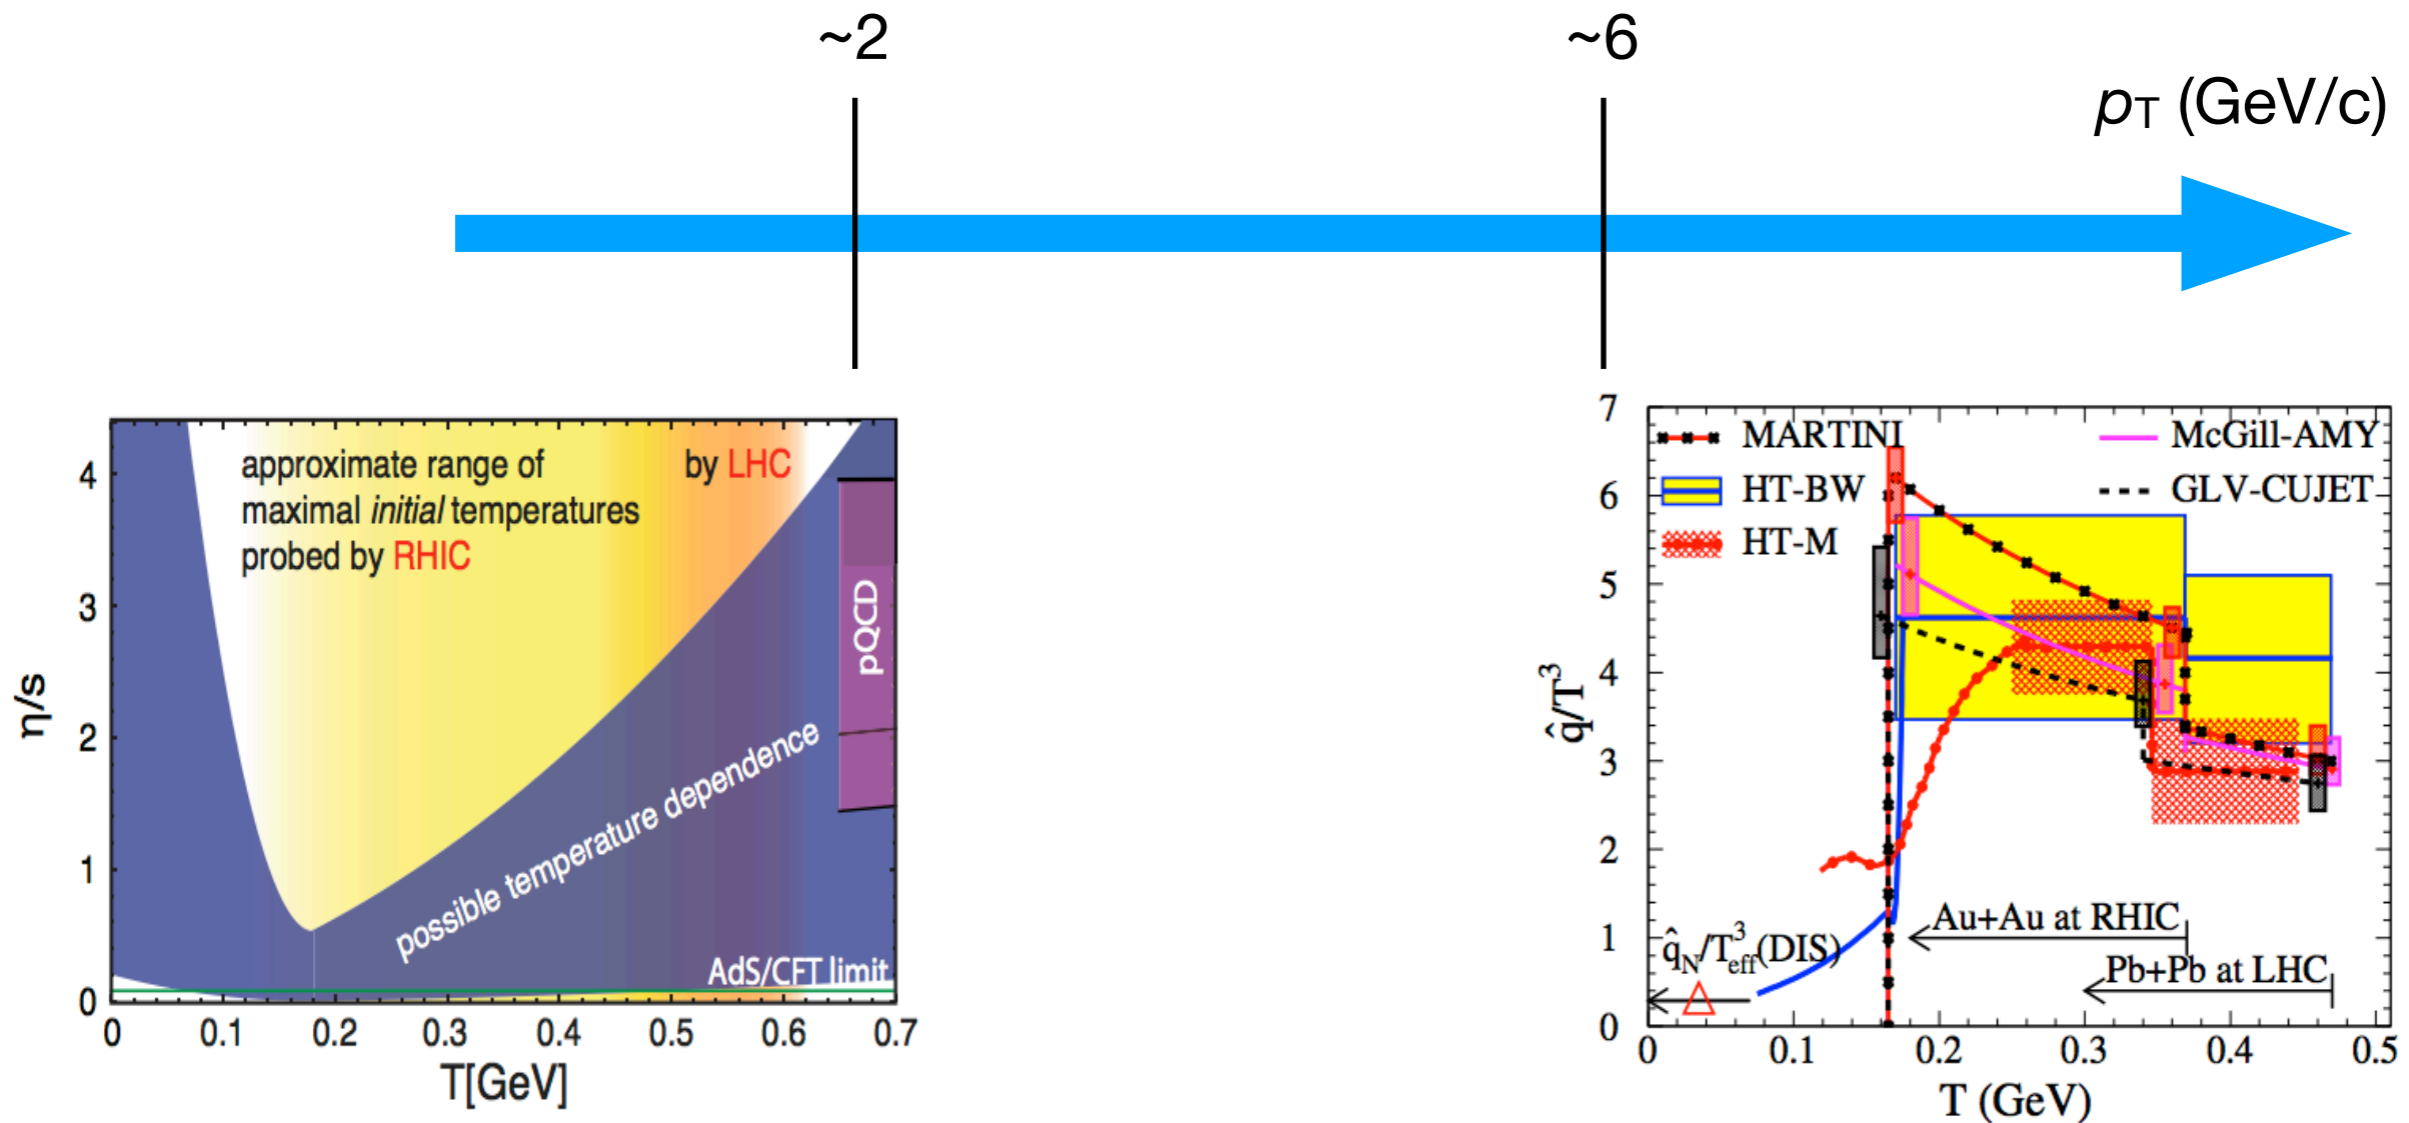 ~2
~6
pT (GeV/c)
approximate range of
maximal initial temperatures
probed by RHIC
by LHC
pQCD
possible temperature dependence
AdS/CFT limit
η/s
4
3
2
1
0
0 0.1 0.2 0.3 0.4 0.5 0.6 0.7
T[GeV]
7
6
5
4
3
2
1
0
q̂/T³
MARTINI
HT-BW
HT-M
McGill-AMY
GLV-CUJET
Au+Au at RHIC
q̂N/T³eff(DIS)
Pb+Pb at LHC
0 0.1 0.2 0.3 0.4 0.5
T (GeV)